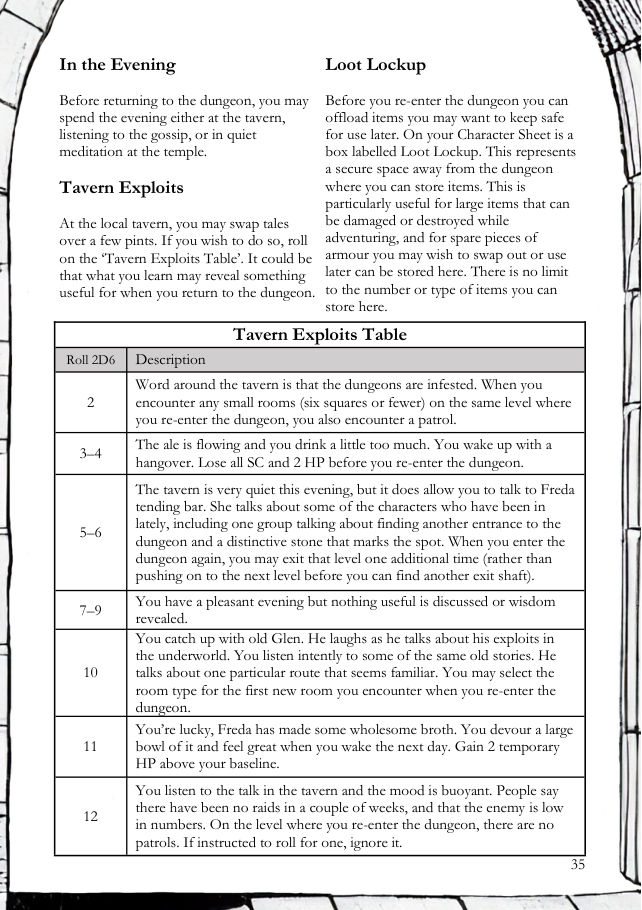 In the Evening
Before returning to the dungeon, you may
spend the evening either at the tavern,
listening to the gossip, or in quiet
meditation at the temple.
Tavern Exploits
At the local tavern, you may swap tales
over a few pints. If you wish to do so, roll
on the ‘Tavern Exploits Table’. It could be
that what you learn may reveal something
useful for when you return to the dungeon.
Loot Lockup
Before you re-enter the dungeon you can
offload items you may want to keep safe
for use later. On your Character Sheet is a
box labelled Loot Lockup. This represents
a secure space away from the dungeon
where you can store items. This is
particularly useful for large items that can
be damaged or destroyed while
adventuring, and for spare pieces of
armour you may wish to swap out or use
later can be stored here. There is no limit
to the number or type of items you can
store here.
Tavern Exploits Table
Roll 2D6 Description
2
Word around the tavern is that the dungeons are infested. When you
encounter any small rooms (six squares or fewer) on the same level where
you re-enter the dungeon, you also encounter a patrol.
3–4
The ale is flowing and you drink a little too much. You wake up with a
hangover. Lose all SC and 2 HP before you re-enter the dungeon.
5–6
The tavern is very quiet this evening, but it does allow you to talk to Freda
tending bar. She talks about some of the characters who have been in
lately, including one group talking about finding another entrance to the
dungeon and a distinctive stone that marks the spot. When you enter the
dungeon again, you may exit that level one additional time (rather than
pushing on to the next level before you can find another exit shaft).
7–9
You have a pleasant evening but nothing useful is discussed or wisdom
revealed.
10
You catch up with old Glen. He laughs as he talks about his exploits in
the underworld. You listen intently to some of the same old stories. He
talks about one particular route that seems familiar. You may select the
room type for the first new room you encounter when you re-enter the
dungeon.
11
You’re lucky, Freda has made some wholesome broth. You devour a large
bowl of it and feel great when you wake the next day. Gain 2 temporary
HP above your baseline.
12
You listen to the talk in the tavern and the mood is buoyant. People say
there have been no raids in a couple of weeks, and that the enemy is low
in numbers. On the level where you re-enter the dungeon, there are no
patrols. If instructed to roll for one, ignore it.
35